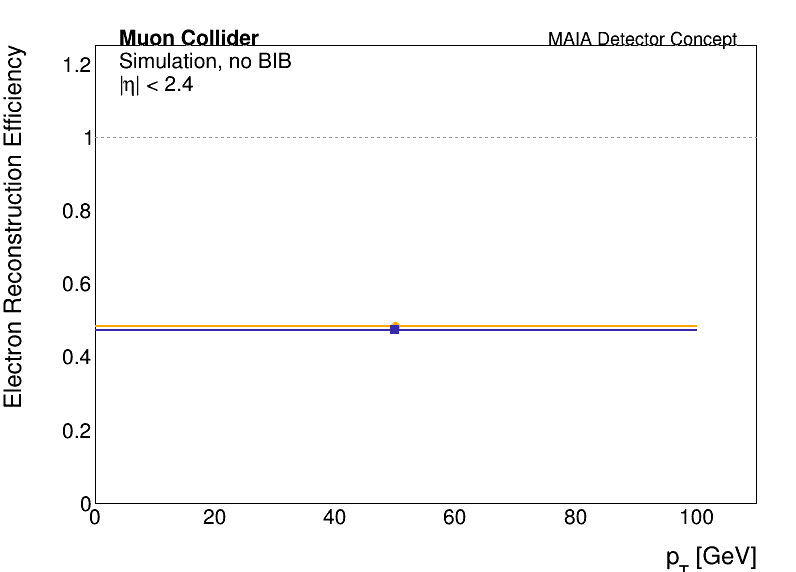 Muon Collider
MAIA Detector Concept
Simulation, no BIB
|η| < 2.4
Electron Reconstruction Efficiency
1.2
1
0.8
0.6
0.4
0.2
0
0 20 40 60 80 100
p_T [GeV]